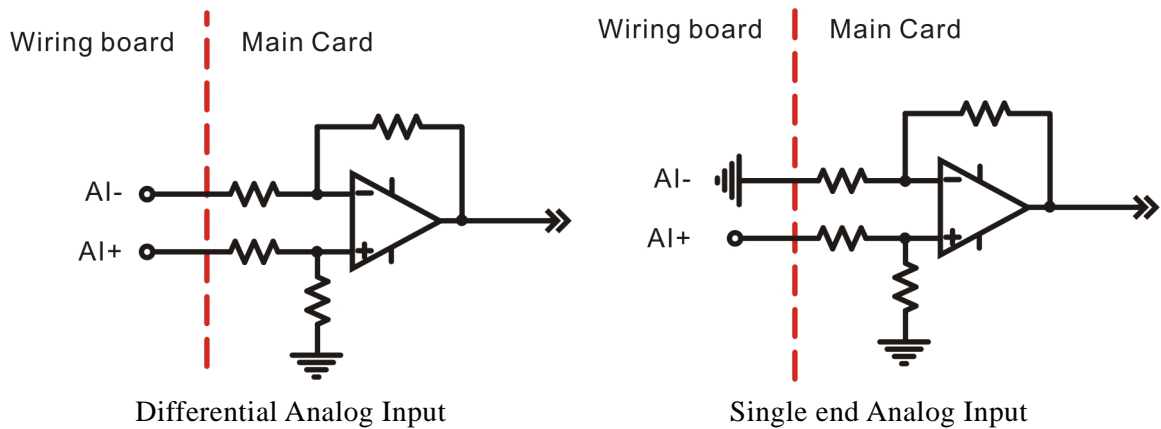 Wiring board
Main Card
AI-
AI+
Differential Analog Input
Wiring board
Main Card
AI-
AI+
Single end Analog Input